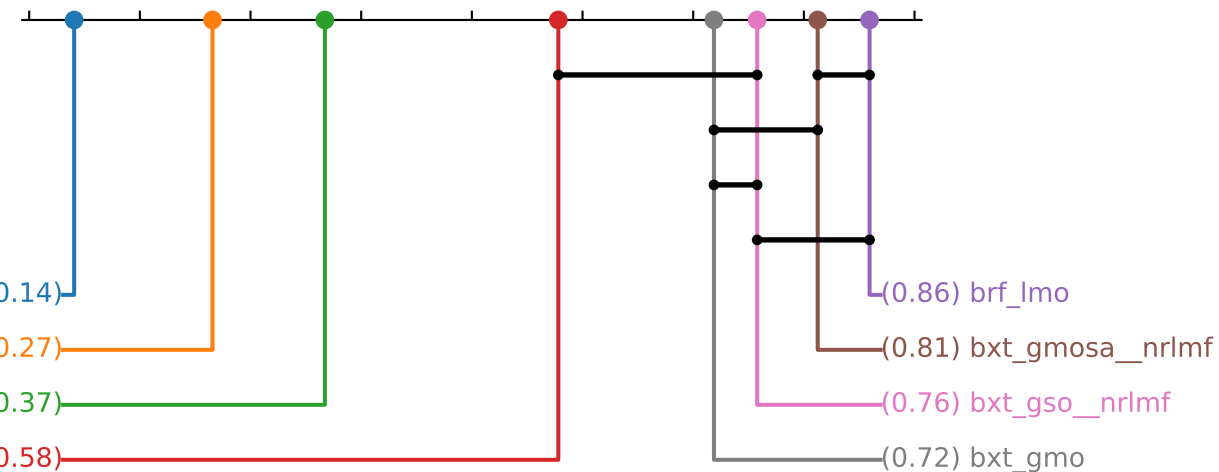 0.14)
(0.86) brf_lmo
0.27)
(0.81) bxt_gmosa__nrlmf
0.37)
(0.76) bxt_gso__nrlmf
0.58)
(0.72) bxt_gmo